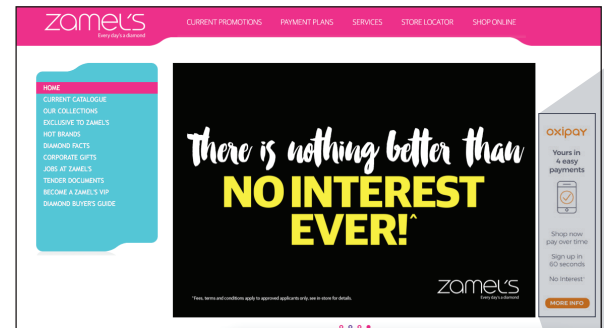 zamel's
Every day's a diamond
CURRENT PROMOTIONS PAYMENT PLANS SERVICES STORE LOCATOR SHOP ONLINE
HOME
CURRENT CATALOGUE
OUR COLLECTIONS
EXCLUSIVE TO ZAMEL'S
HOT BRANDS
DIAMOND FACTS
CORPORATE GIFTS
JOBS AT ZAMEL'S
TENDER DOCUMENTS
BECOME A ZAMEL'S VIP
DIAMOND BUYER'S GUIDE
There is nothing better than
NO INTEREST
EVER!^
^Fees, terms and conditions apply to approved applicants only, see in-store for details.
zamel's
Every day's a diamond
oxipay
Yours in
4 easy
payments
Shop now
pay over time
Sign up in
60 seconds
No Interest^
MORE INFO